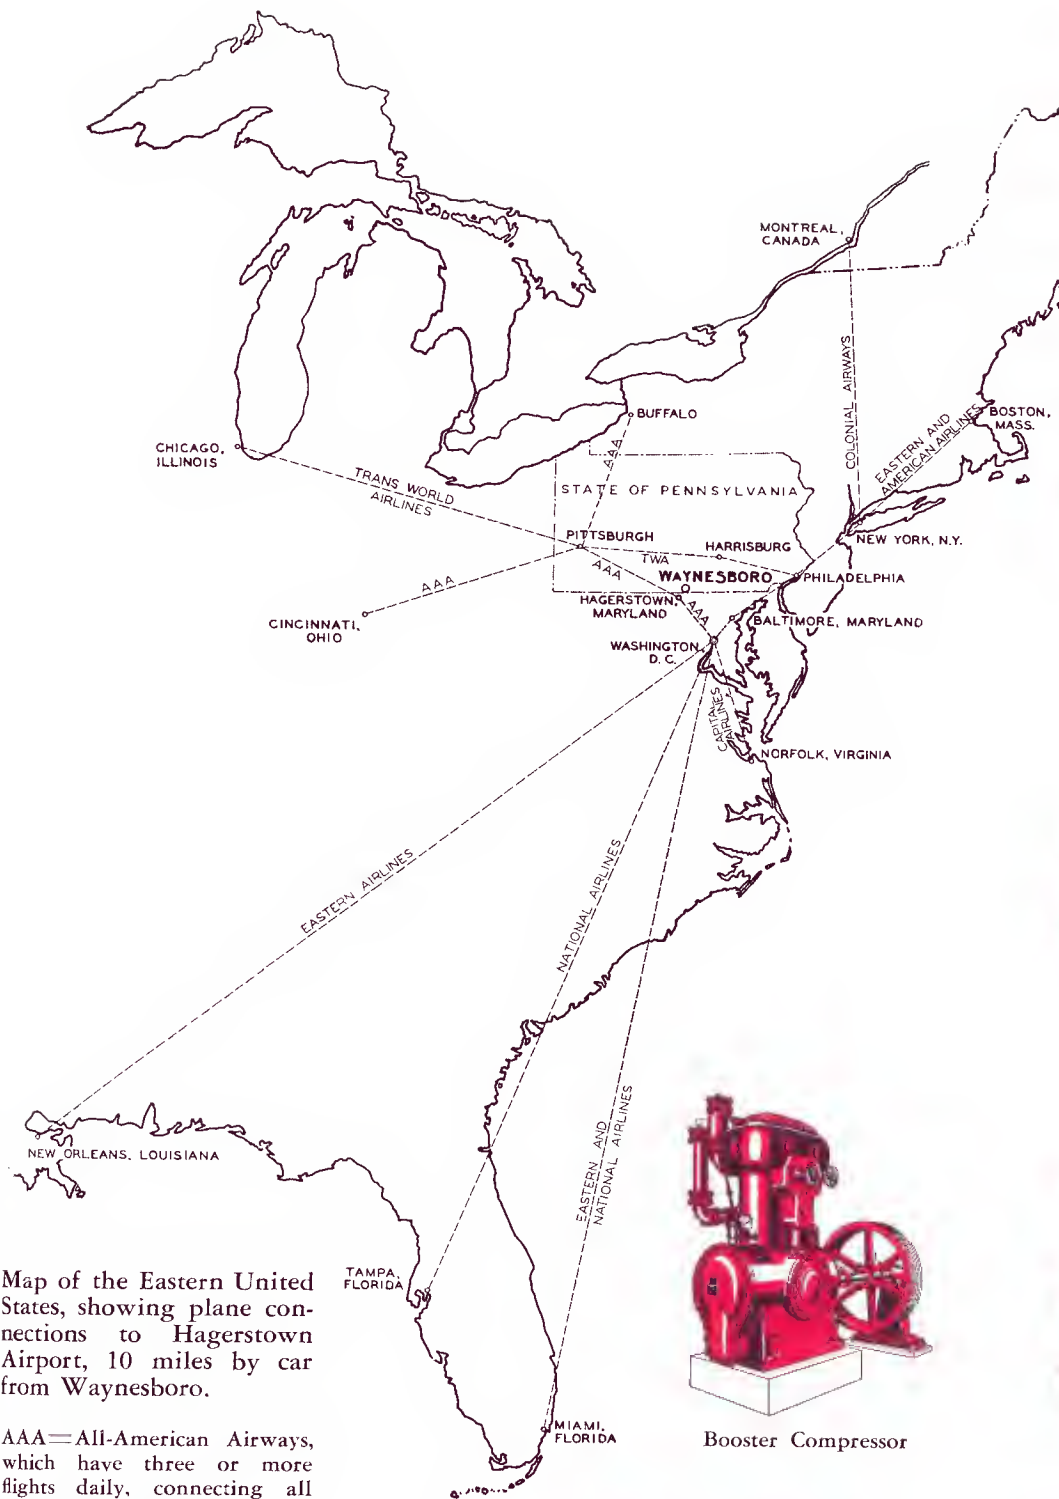 MONTREAL,
CANADA
COLONIAL AIRWAYS
BOSTON,
MASS.
EASTERN AND
AMERICAN AIRLINES
BUFFALO
AAA
CHICAGO,
ILLINOIS
TRANS WORLD
AIRLINES
STATE OF PENNSYLVANIA
PITTSBURGH
HARRISBURG
NEW YORK, N.Y.
TWA
AAA
WAYNESBORO
PHILADELPHIA
AAA
HAGERSTOWN,
MARYLAND
AAA
BALTIMORE, MARYLAND
CINCINNATI,
OHIO
WASHINGTON,
D. C.
CAPITAL
AIRLINES
NORFOLK, VIRGINIA
EASTERN AIRLINES
NATIONAL AIRLINES
EASTERN AND
NATIONAL AIRLINES
NEW ORLEANS, LOUISIANA
TAMPA,
FLORIDA
MIAMI,
FLORIDA
Map of the Eastern United
States, showing plane con-
nections to Hagerstown
Airport, 10 miles by car
from Waynesboro.
AAA=All-American Airways,
which have three or more
flights daily, connecting all
Booster Compressor